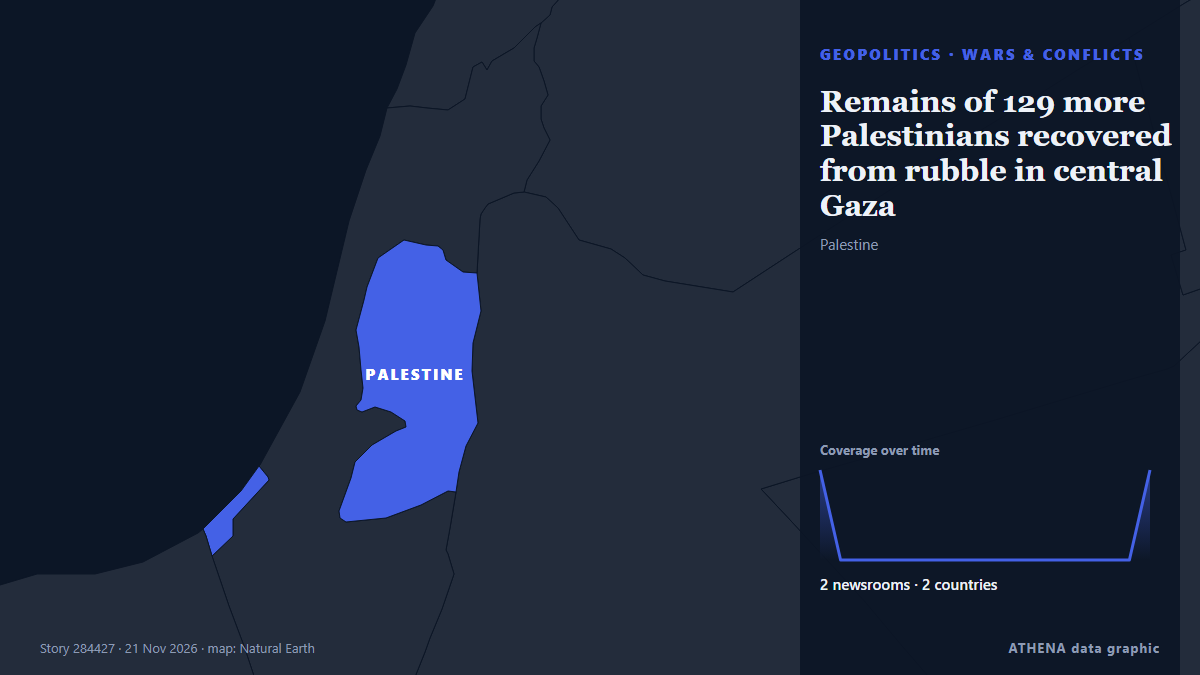 GEOPOLITICS · WARS & CONFLICTS
Remains of 129 more
Palestinians recovered
from rubble in central
Gaza
Palestine
PALESTINE
Coverage over time
2 newsrooms · 2 countries
Story 284427 · 21 Nov 2026 · map: Natural Earth
ATHENA data graphic